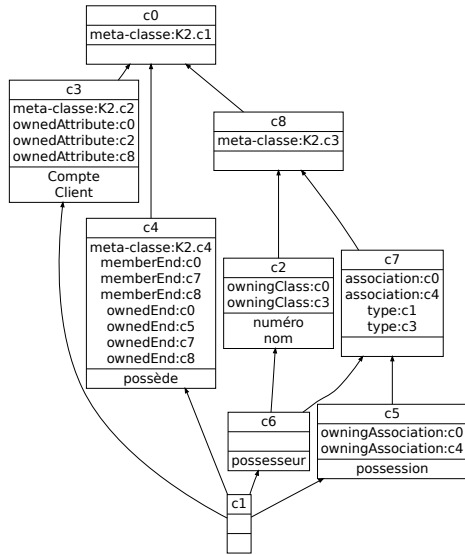 c0
meta-classe:K2.c1
c3
meta-classe:K2.c2
ownedAttribute:c0
ownedAttribute:c2
ownedAttribute:c8
Compte
Client
c8
meta-classe:K2.c3
c4
meta-classe:K2.c4
memberEnd:c0
memberEnd:c7
memberEnd:c8
ownedEnd:c0
ownedEnd:c5
ownedEnd:c7
ownedEnd:c8
possède
c2
owningClass:c0
owningClass:c3
numéro
nom
c7
association:c0
association:c4
type:c1
type:c3
c6
possesseur
c5
owningAssociation:c0
owningAssociation:c4
possession
c1